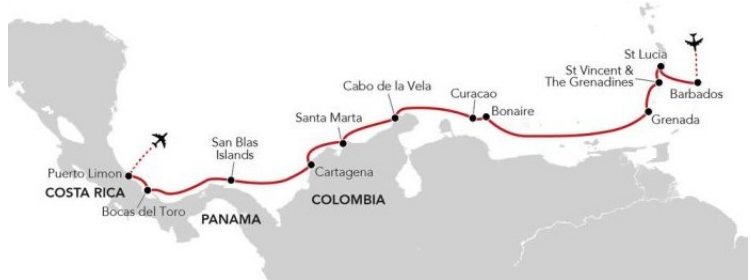 St Lucia
St Vincent &
The Grenadines
Barbados
Cabo de la Vela
Curacao
Bonaire
Grenada
Santa Marta
San Blas
Islands
Cartagena
Puerto Limon
COSTA RICA
COLOMBIA
Bocas del Toro
PANAMA